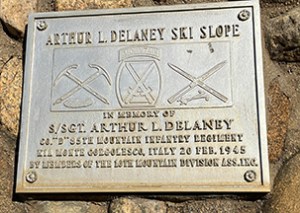 ARTHUR L. DELANEY SKI SLOPE
IN MEMORY OF
S/SGT. ARTHUR L. DELANEY
CO. "D" 85TH MOUNTAIN INFANTRY REGIMENT
KIA MONTE GORGOLESCO, ITALY 20 FEB. 1945
BY MEMBERS OF THE 10TH MOUNTAIN DIVISION ASS. INC.